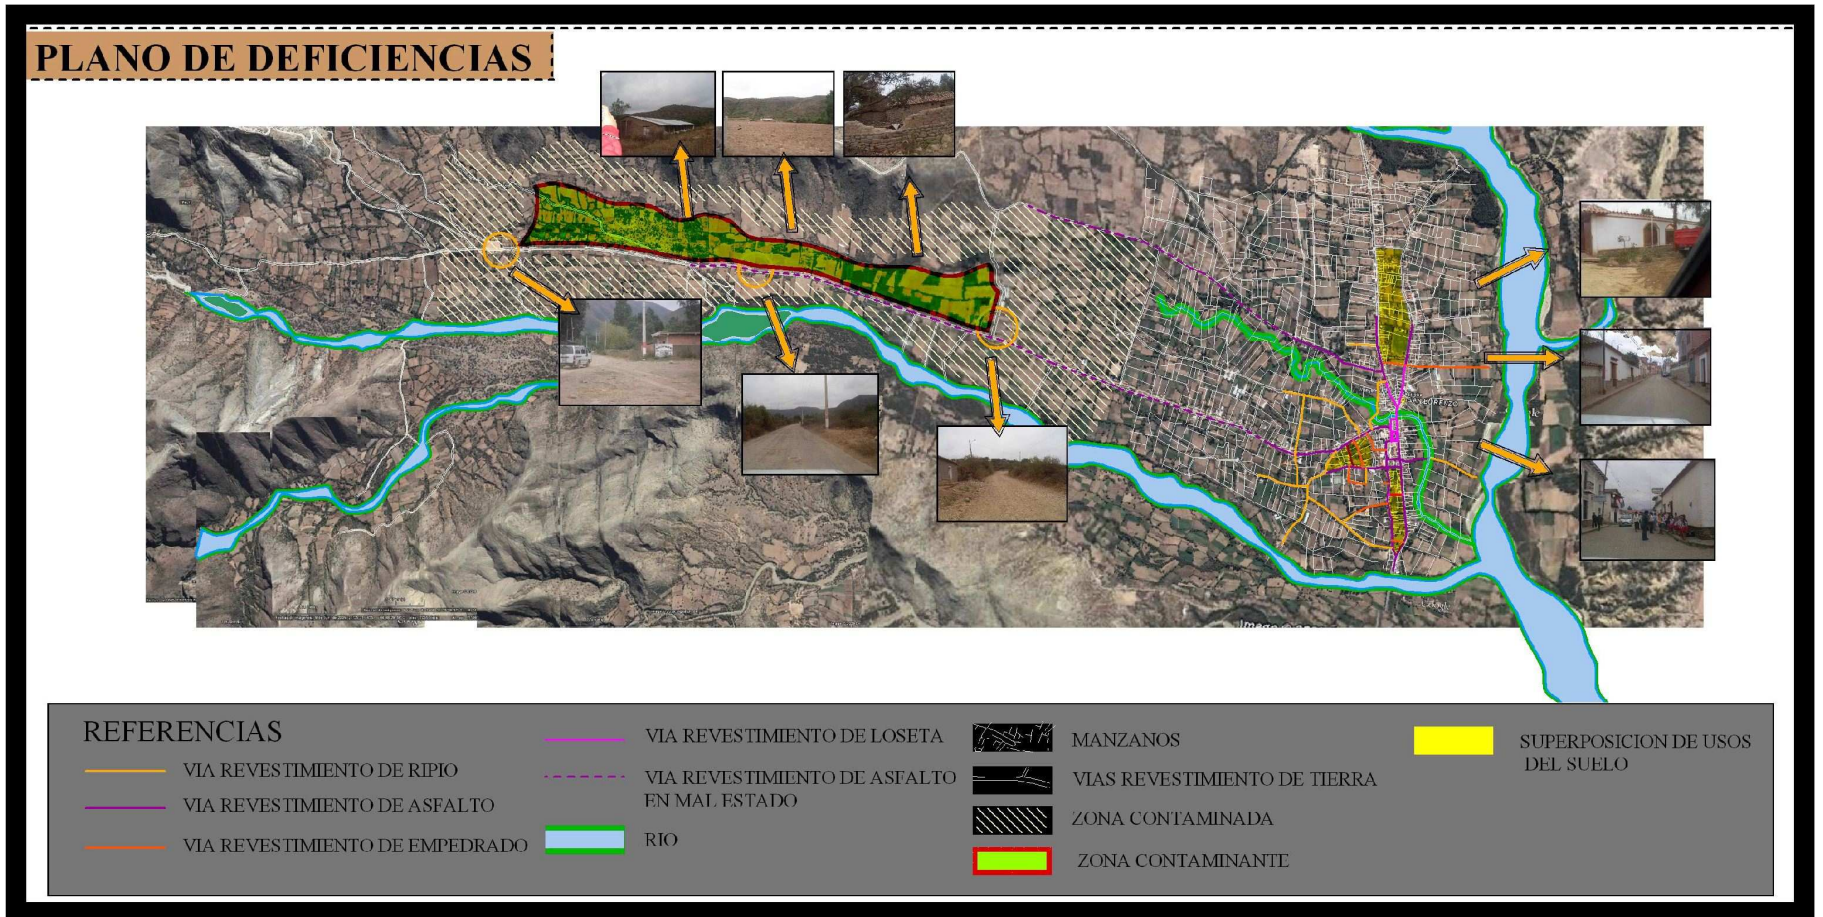 PLANO DE DEFICIENCIAS
REFERENCIAS
VIA REVESTIMIENTO DE RIPIO
VIA REVESTIMIENTO DE ASFALTO
VIA REVESTIMIENTO DE EMPEDRADO
VIA REVESTIMIENTO DE LOSETA
VIA REVESTIMIENTO DE ASFALTO
EN MAL ESTADO
RIO
MANZANOS
VIAS REVESTIMIENTO DE TIERRA
ZONA CONTAMINADA
ZONA CONTAMINANTE
SUPERPOSICION DE USOS
DEL SUELO